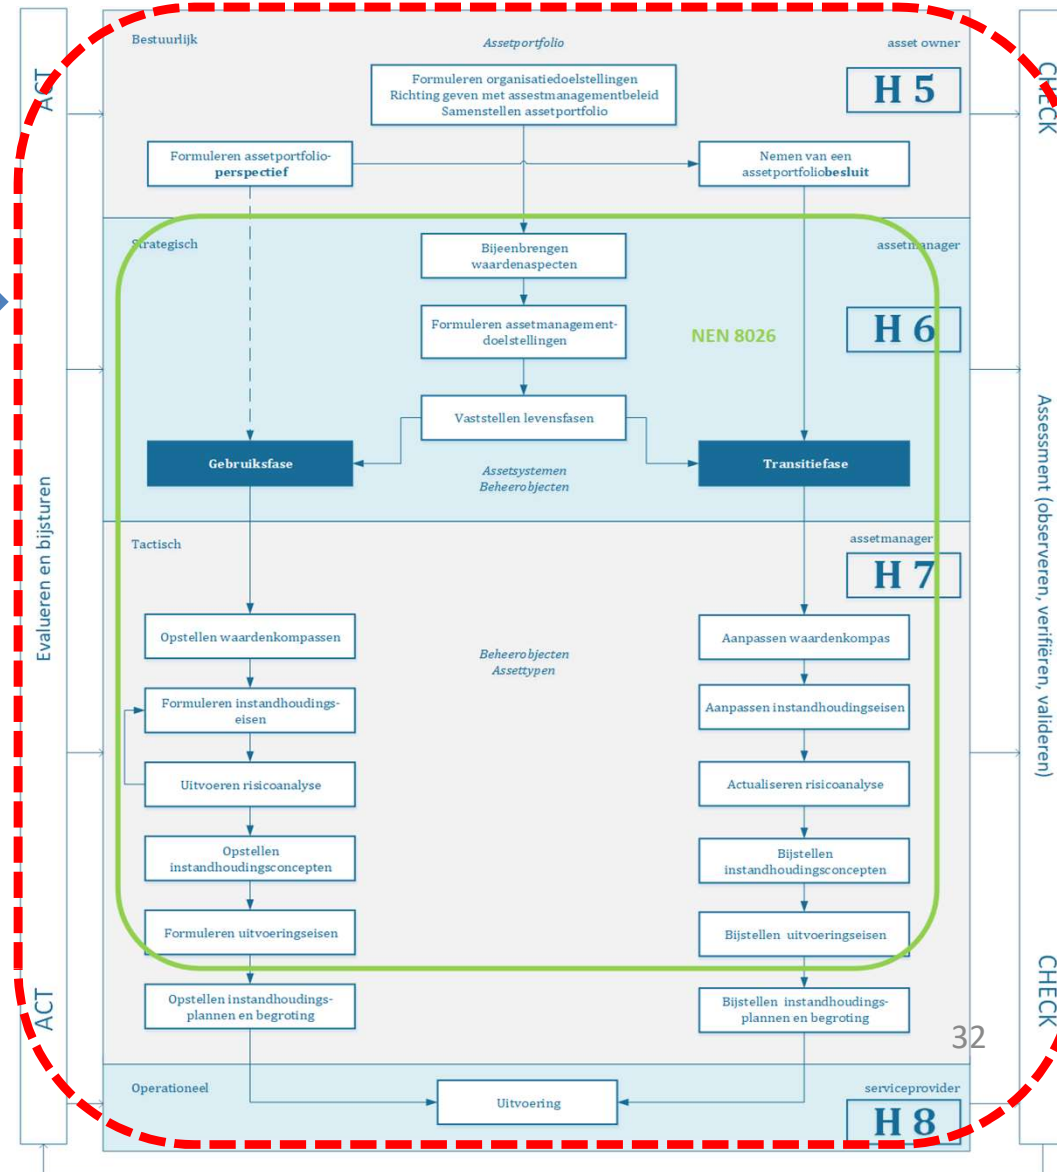 ACT
Evalueren en bijsturen
ACT
Bestuurlijk
Assetportfolio
asset owner
H 5
Formuleren organisatiedoelstellingen
Richting geven met assestmanagementbeleid
Samenstellen assetportfolio
Formuleren assetportfolio-
perspectief
Nemen van een
assetportfoliobesluit
Strategisch
assetmanager
H 6
Bijeenbrengen
waardenaspecten
Formuleren assetmanagement-
doelstellingen
NEN 8026
Vaststellen levensfasen
Gebruiksfase
Transitiefase
Assetsystemen
Beheerobjecten
Tactisch
assetmanager
H 7
Beheerobjecten
Assettypen
Opstellen waardenkompassen
Formuleren instandhoudings-
eisen
Uitvoeren risicoanalyse
Opstellen
instandhoudingsconcepten
Formuleren uitvoeringseisen
Opstellen instandhoudings-
plannen en begroting
Aanpassen waardenkompas
Aanpassen instandhoudingseisen
Actualiseren risicoanalyse
Bijstellen
instandhoudingsconcepten
Bijstellen uitvoeringseisen
Bijstellen instandhoudings-
plannen en begroting
32
Operationeel
Uitvoering
serviceprovider
H 8
CHECK
Assessment (observeren, verifiëren, valideren)
CHECK